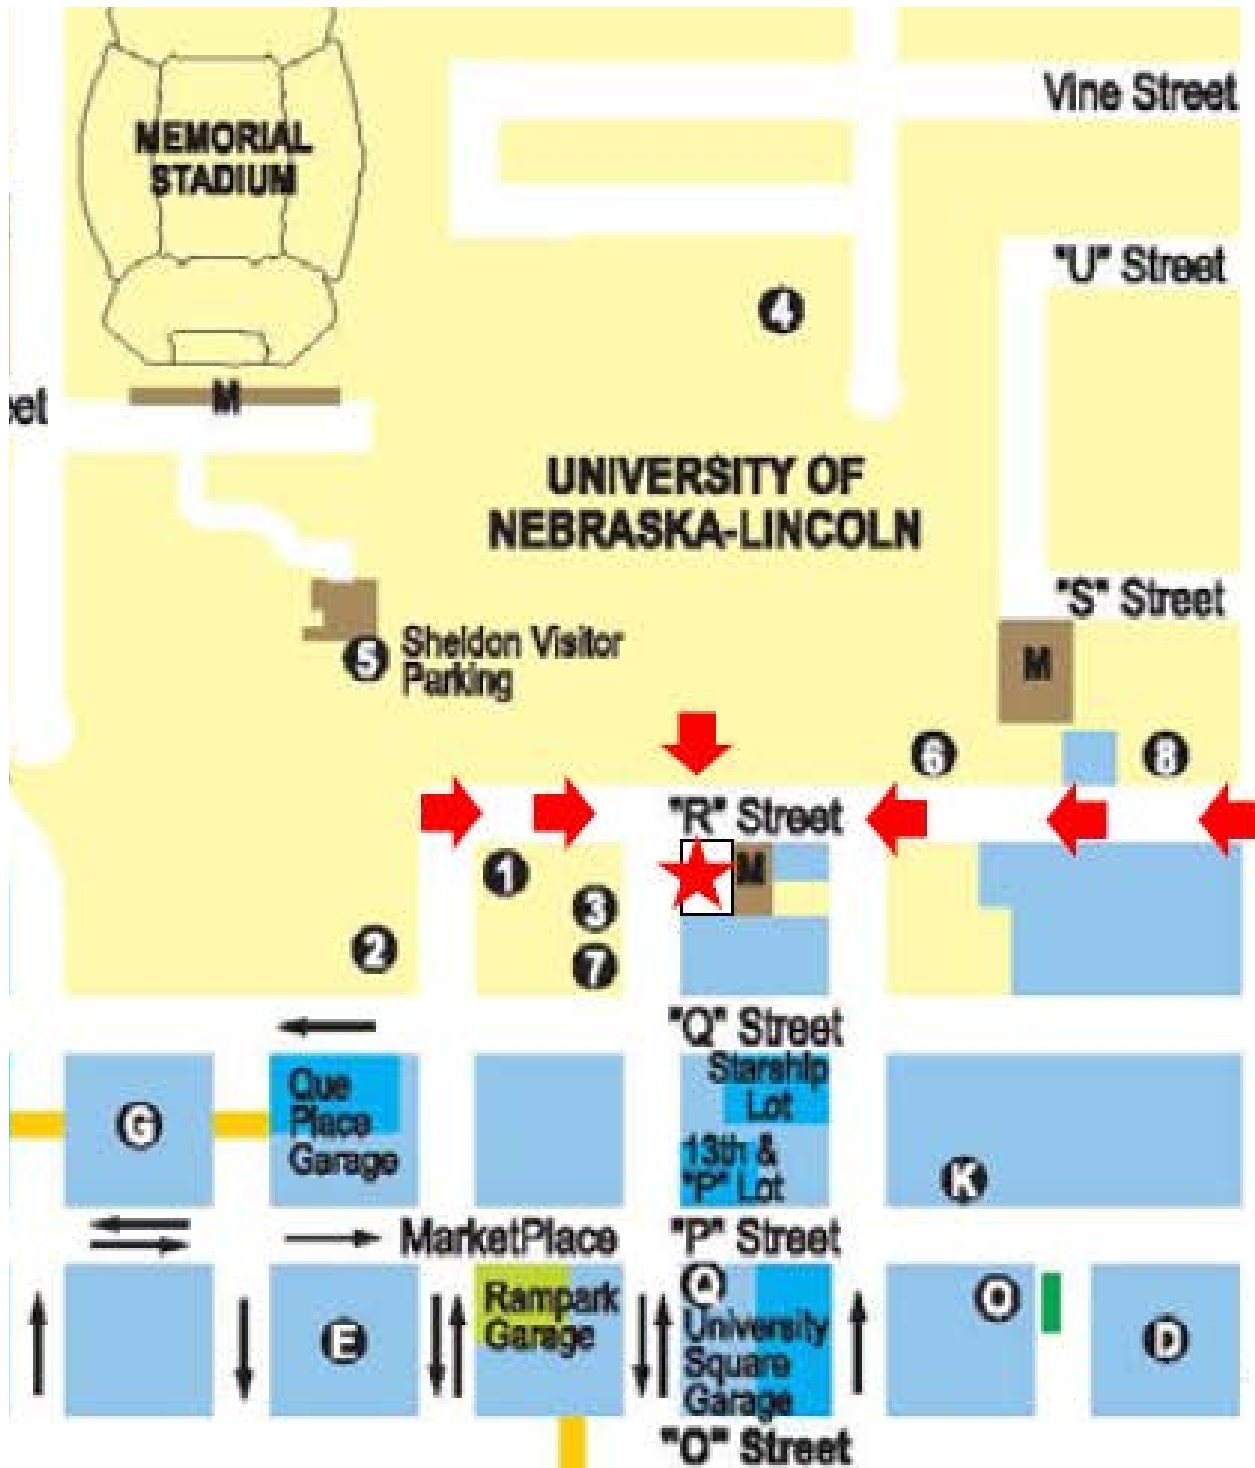 Vine Street
MEMORIAL
STADIUM
"U" Street
4
M
et
UNIVERSITY OF
NEBRASKA-LINCOLN
"S" Street
5
Sheldon Visitor
Parking
M
6
8
"R" Street
1
M
3
2
7
"Q" Street
Que
Place
Garage
G
Starship
Lot
13th &
"P" Lot
K
MarketPlace
"P" Street
Rampark
Garage
E
Q
University
Square
Garage
O
D
"O" Street